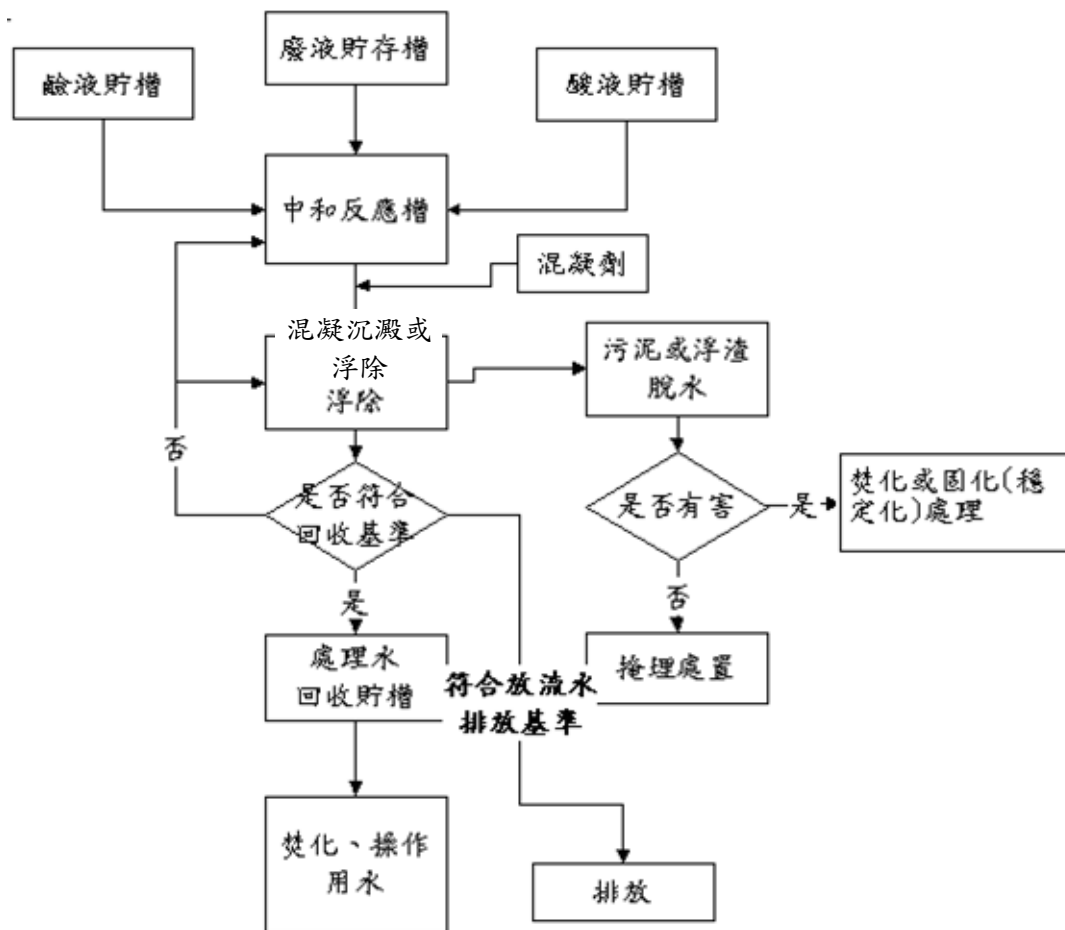 廢液貯存槽
鹼液貯槽
酸液貯槽
中和反應槽
混凝劑
混凝沉澱或
浮除
浮除
污泥或浮渣
脫水
否
是否符合
回收基準
是否有害
是
焚化或固化(穩
定化)處理
是
否
處理水
回收貯槽
符合放流水
排放基準
掩埋處置
焚化、操作
用水
排放